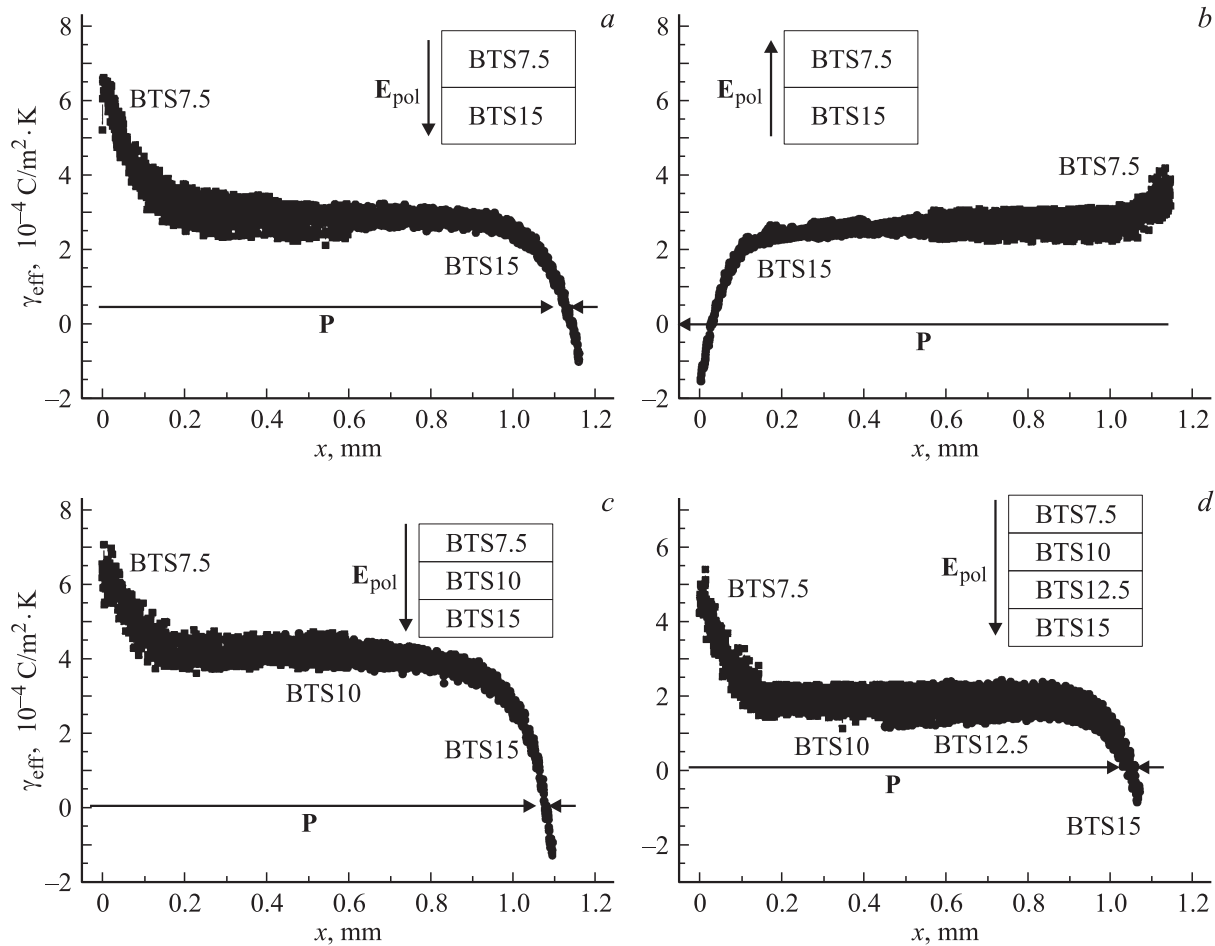 a
8
6
4
2
0
−2
γeff, 10−4 C/m2 · K
BTS7.5
Epol
BTS7.5
BTS15
BTS15
P
0 0.2 0.4 0.6 0.8 1.0 1.2
x, mm
b
8
6
4
2
0
−2
Epol
BTS7.5
BTS15
BTS7.5
BTS15
P
0 0.2 0.4 0.6 0.8 1.0 1.2
x, mm
c
8
6
4
2
0
−2
γeff, 10−4 C/m2 · K
BTS7.5
Epol
BTS7.5
BTS10
BTS15
BTS10
BTS15
P
0 0.2 0.4 0.6 0.8 1.0 1.2
x, mm
d
6
4
2
0
−2
BTS7.5
Epol
BTS7.5
BTS10
BTS12.5
BTS15
BTS10 BTS12.5
P
BTS15
0 0.2 0.4 0.6 0.8 1.0 1.2
x, mm